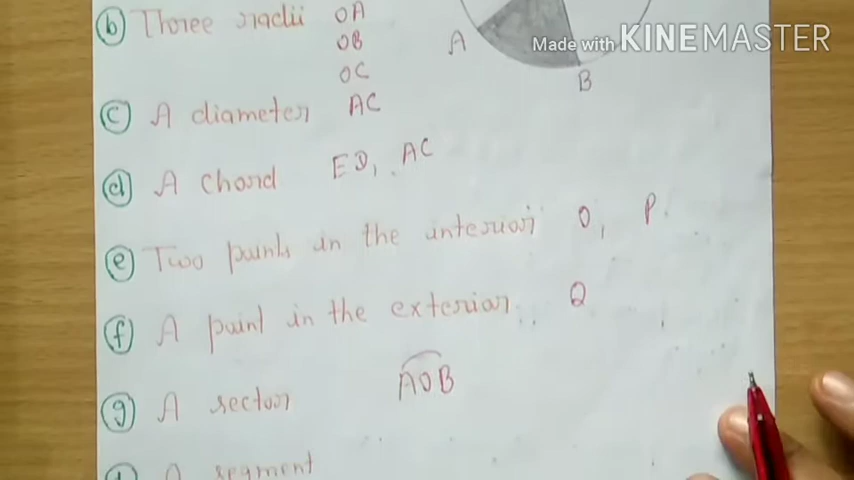 (b) Three radii OA
OB
OC
A
B
Made with KINEMASTER
(c) A diameter AC
(d) A chord ED, AC
(e) Two points in the interior O, P.
(f) A point in the exterior. Q
(g) A sector AOB
A segment